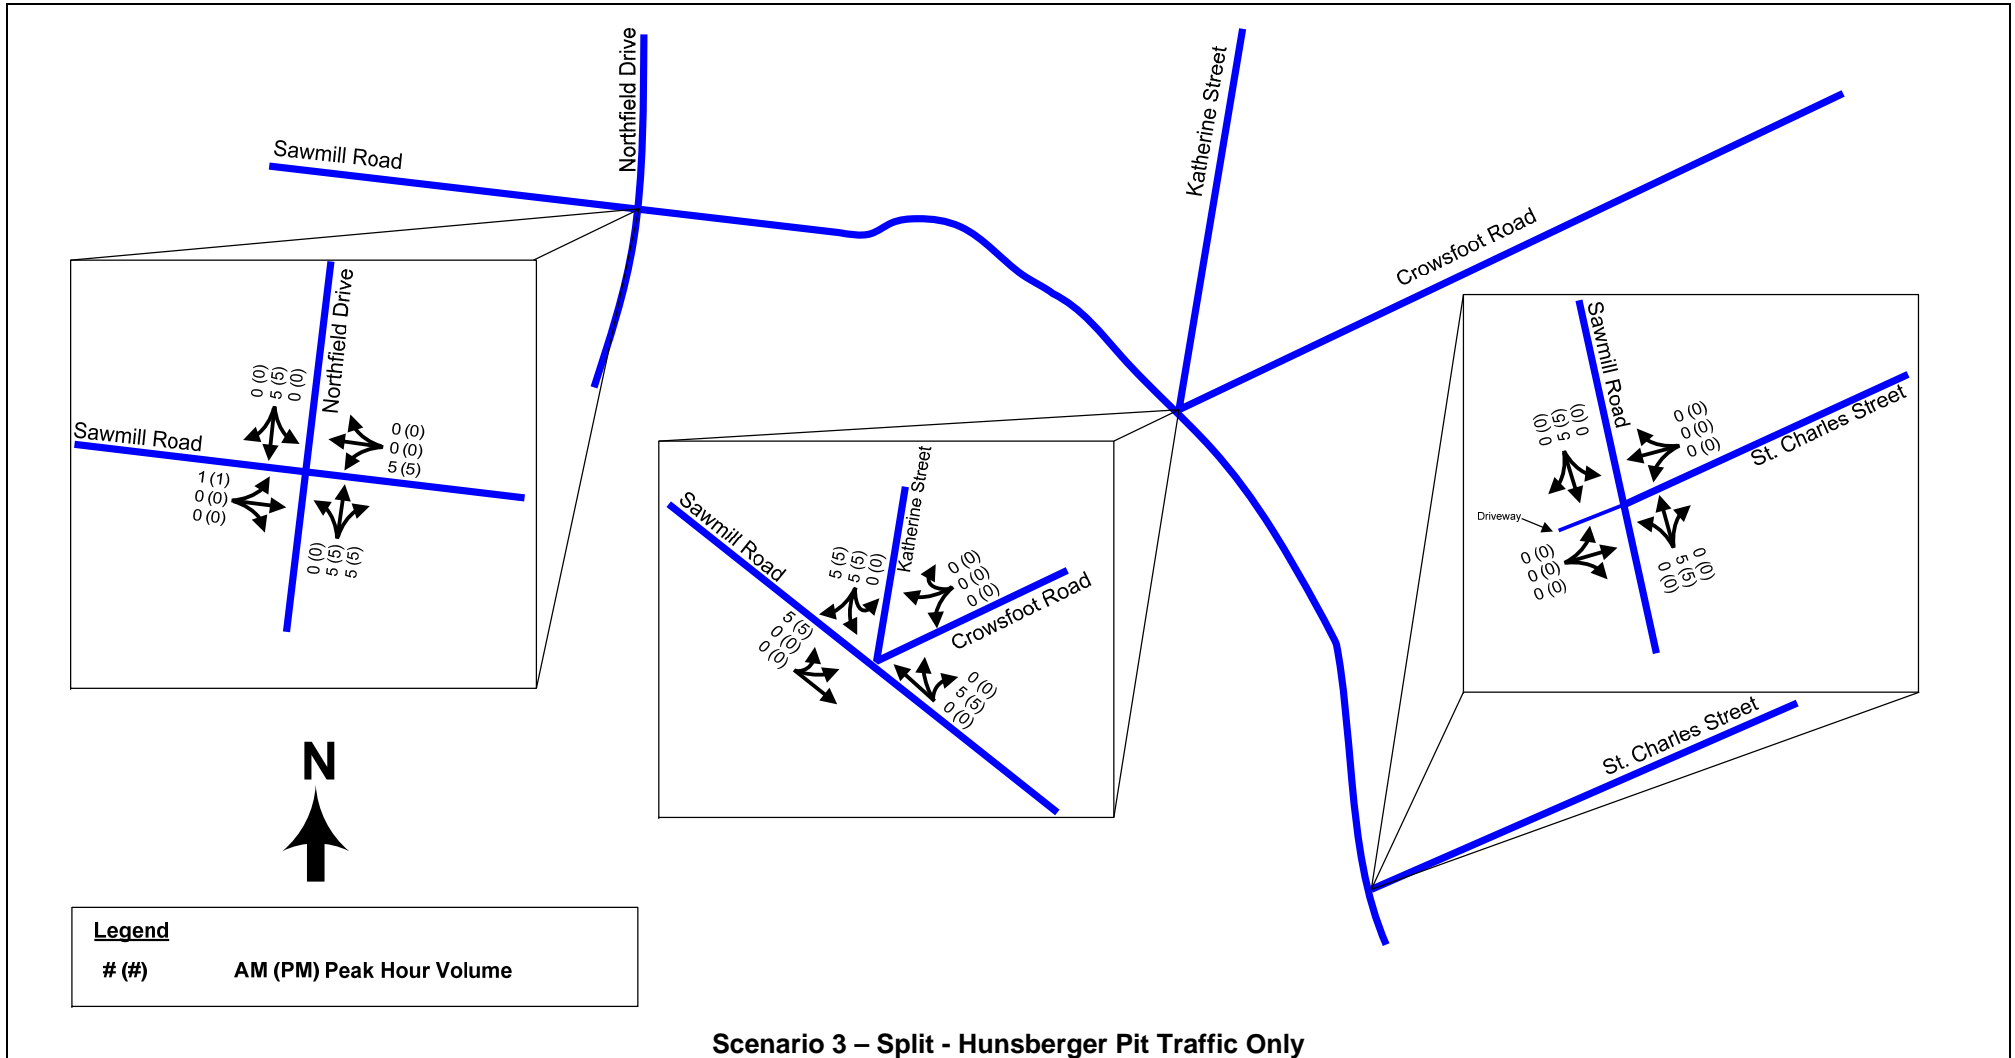 Northfield Drive
Katherine Street
Sawmill Road
Crowsfoot Road
Northfield Drive
0 (0)
5 (5)
0 (0)
Sawmill Road
0 (0)
0 (0)
5 (5)
1 (1)
0 (0)
0 (0)
0 (0)
5 (5)
5 (5)
Sawmill Road
Katherine Street
5 (5)
5 (5)
0 (0)
0 (0)
0 (0)
0 (0)
Crowsfoot Road
5 (5)
0 (0)
0 (0)
0 (0)
5 (5)
0 (0)
Sawmill Road
0 (0)
5 (5)
0 (0)
0 (0)
0 (0)
0 (0)
St. Charles Street
Driveway
0 (0)
0 (0)
0 (0)
0 (0)
5 (5)
0 (0)
St. Charles Street
N
Legend
# (#) AM (PM) Peak Hour Volume
Scenario 3 – Split - Hunsberger Pit Traffic Only